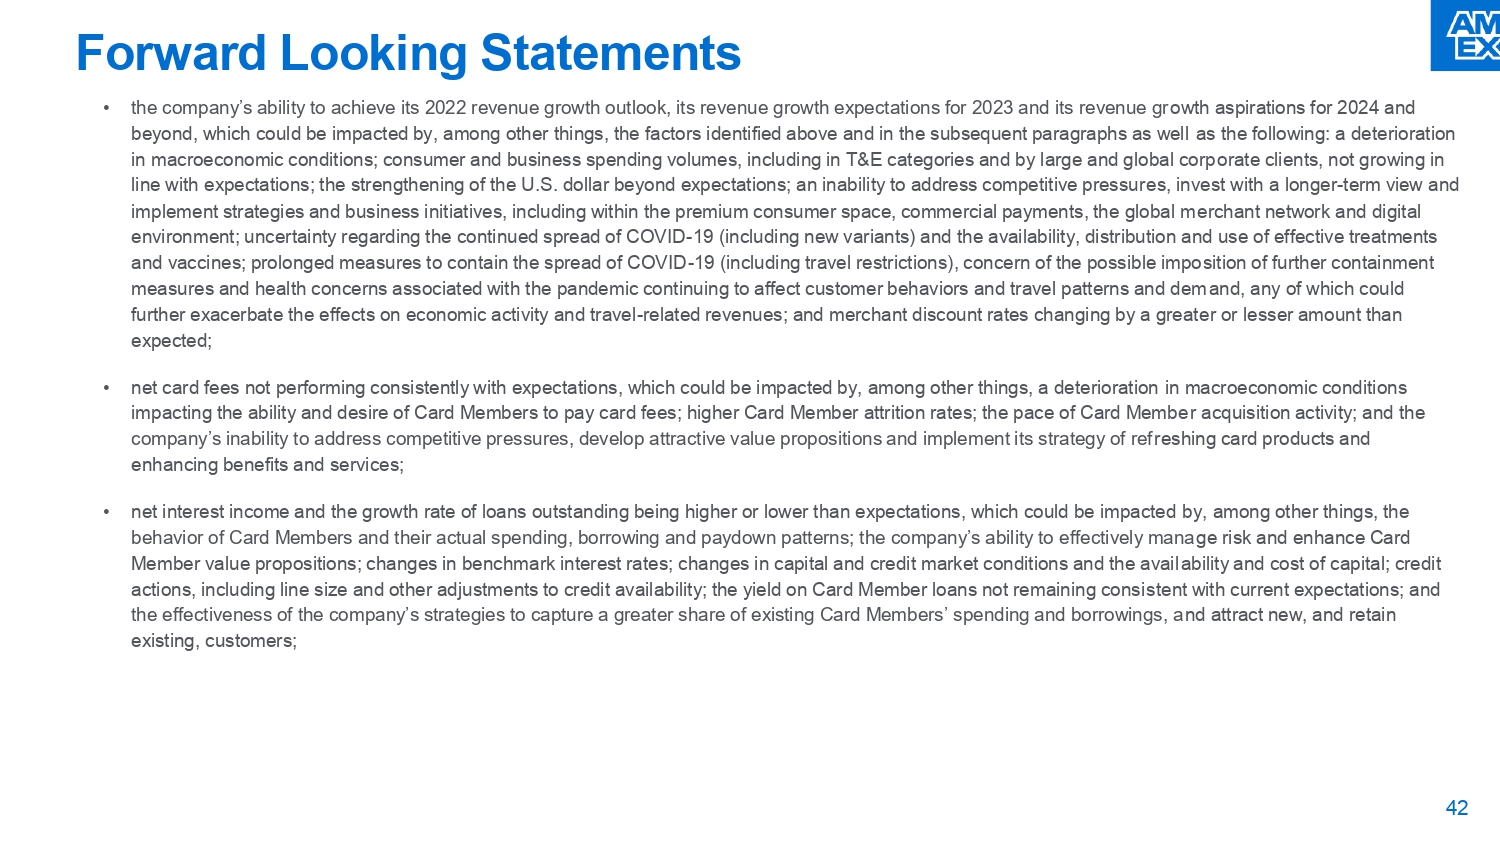 Forward Looking Statements
AM
EX
• the company’s ability to achieve its 2022 revenue growth outlook, its revenue growth expectations for 2023 and its revenue growth aspirations for 2024 and
beyond, which could be impacted by, among other things, the factors identified above and in the subsequent paragraphs as well as the following: a deterioration
in macroeconomic conditions; consumer and business spending volumes, including in T&E categories and by large and global corporate clients, not growing in
line with expectations; the strengthening of the U.S. dollar beyond expectations; an inability to address competitive pressures, invest with a longer-term view and
implement strategies and business initiatives, including within the premium consumer space, commercial payments, the global merchant network and digital
environment; uncertainty regarding the continued spread of COVID-19 (including new variants) and the availability, distribution and use of effective treatments
and vaccines; prolonged measures to contain the spread of COVID-19 (including travel restrictions), concern of the possible imposition of further containment
measures and health concerns associated with the pandemic continuing to affect customer behaviors and travel patterns and demand, any of which could
further exacerbate the effects on economic activity and travel-related revenues; and merchant discount rates changing by a greater or lesser amount than
expected;
• net card fees not performing consistently with expectations, which could be impacted by, among other things, a deterioration in macroeconomic conditions
impacting the ability and desire of Card Members to pay card fees; higher Card Member attrition rates; the pace of Card Member acquisition activity; and the
company’s inability to address competitive pressures, develop attractive value propositions and implement its strategy of refreshing card products and
enhancing benefits and services;
• net interest income and the growth rate of loans outstanding being higher or lower than expectations, which could be impacted by, among other things, the
behavior of Card Members and their actual spending, borrowing and paydown patterns; the company’s ability to effectively manage risk and enhance Card
Member value propositions; changes in benchmark interest rates; changes in capital and credit market conditions and the availability and cost of capital; credit
actions, including line size and other adjustments to credit availability; the yield on Card Member loans not remaining consistent with current expectations; and
the effectiveness of the company’s strategies to capture a greater share of existing Card Members’ spending and borrowings, and attract new, and retain
existing, customers;
42